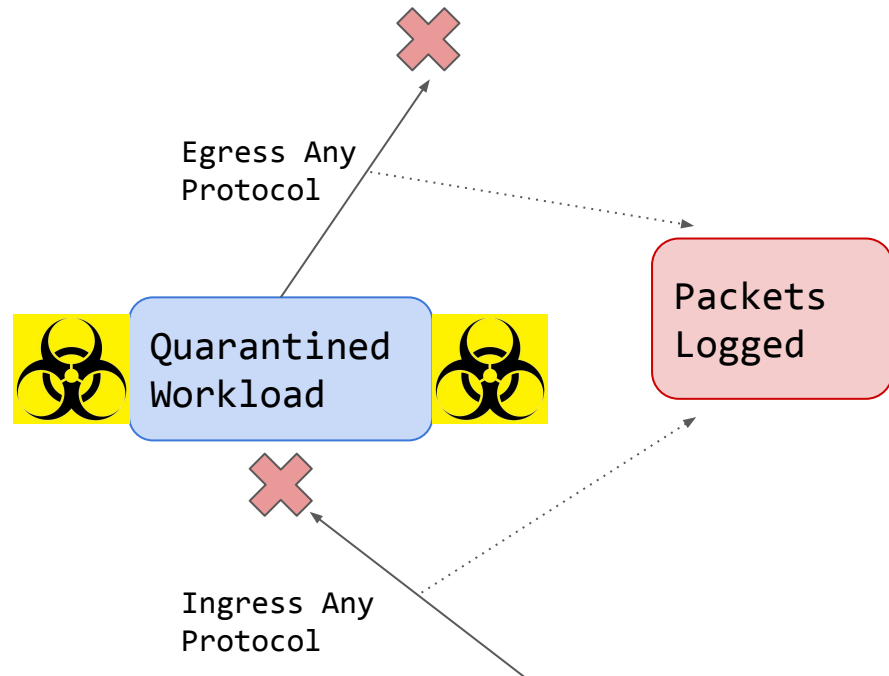 Egress Any
Protocol
Packets
Logged
Quarantined
Workload
Ingress Any
Protocol